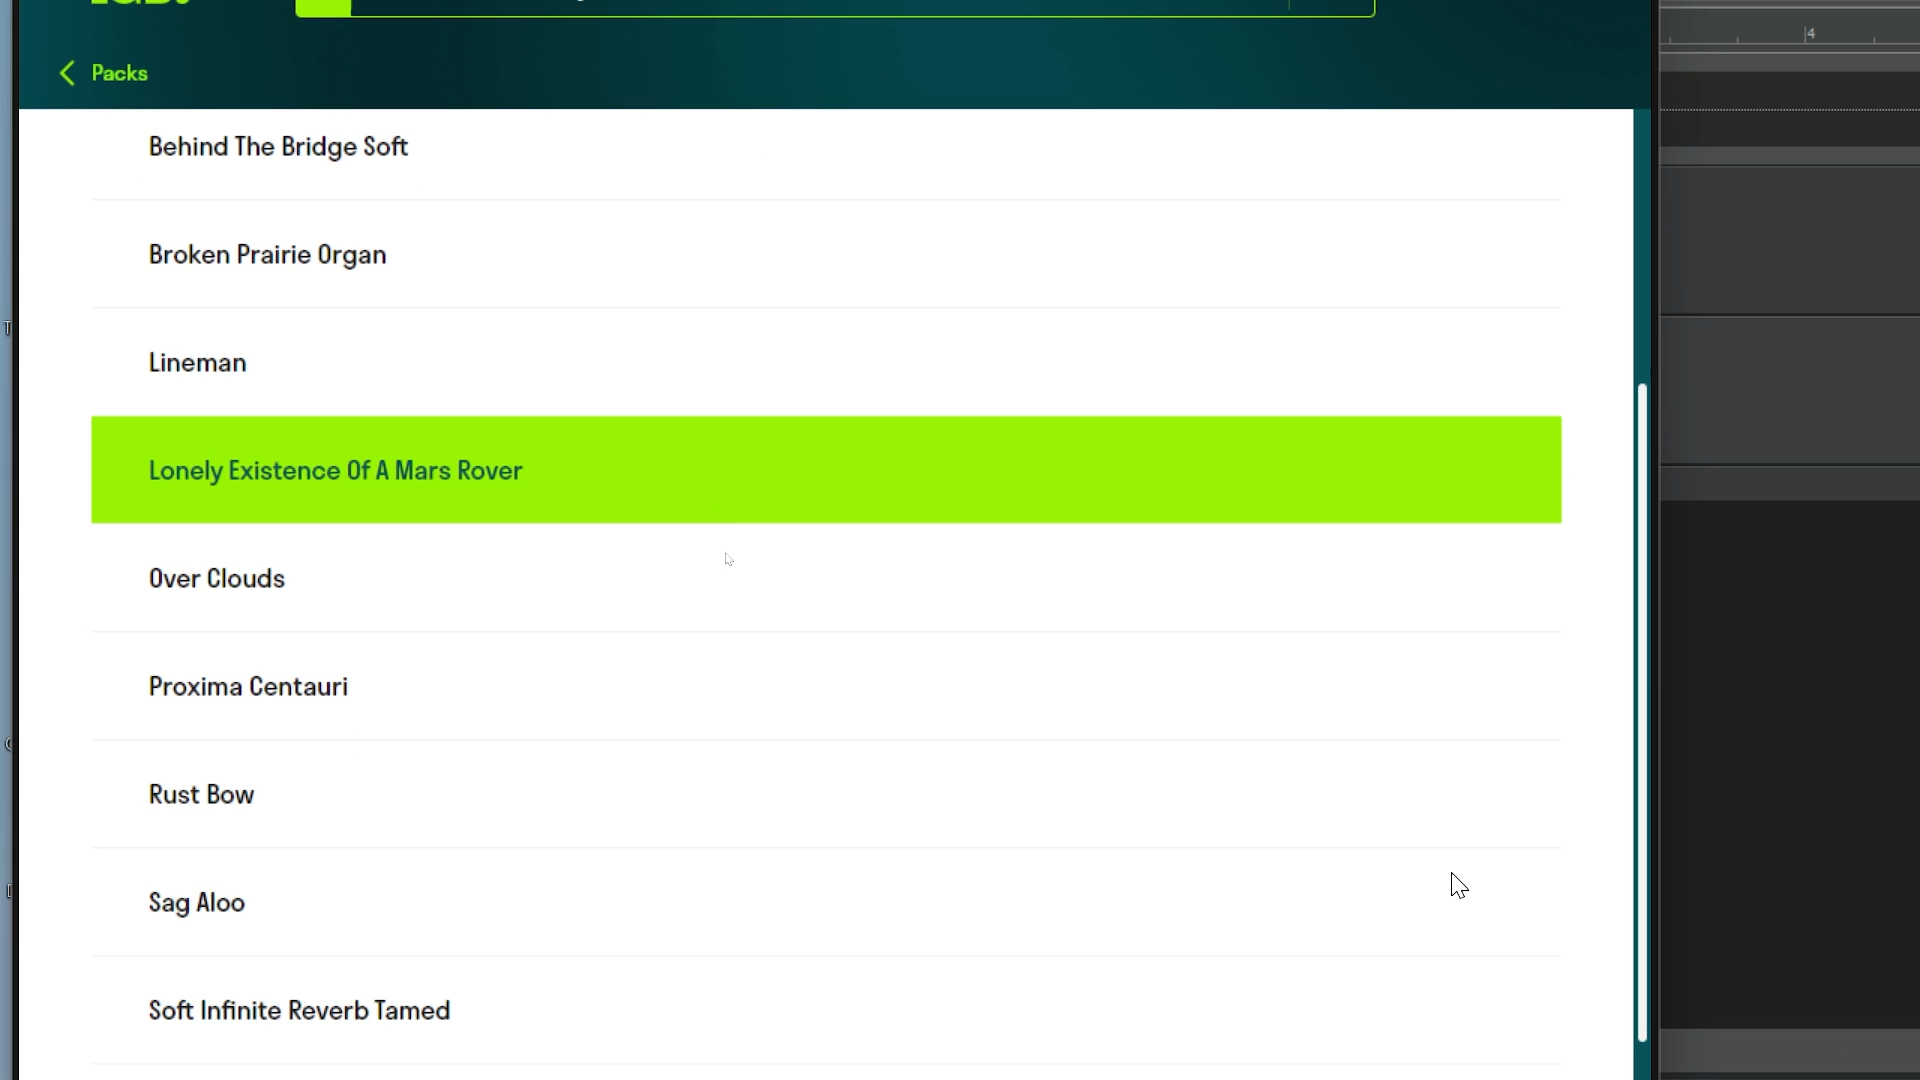 Packs
Behind The Bridge Soft
Broken Prairie Organ
Lineman
Lonely Existence Of A Mars Rover
Over Clouds
Proxima Centauri
Rust Bow
Sag Aloo
Soft Infinite Reverb Tamed
4